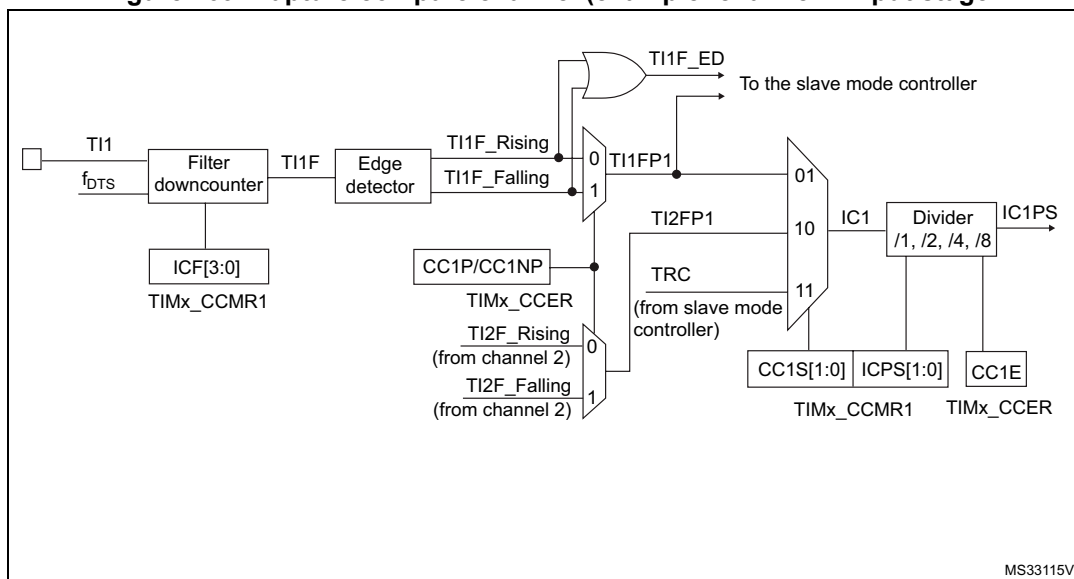 TI1F_ED
To the slave mode controller
TI1
f_DTS
Filter
downcounter
TI1F
Edge
detector
TI1F_Rising
TI1F_Falling
0
1
TI1FP1
01
TI2FP1
10
IC1
Divider
/1, /2, /4, /8
IC1PS
ICF[3:0]
TIMx_CCMR1
CC1P/CC1NP
TIMx_CCER
TRC
11
(from slave mode
controller)
TI2F_Rising
(from channel 2)
0
TI2F_Falling
(from channel 2)
1
CC1S[1:0]
ICPS[1:0]
CC1E
TIMx_CCMR1
TIMx_CCER
MS33115V